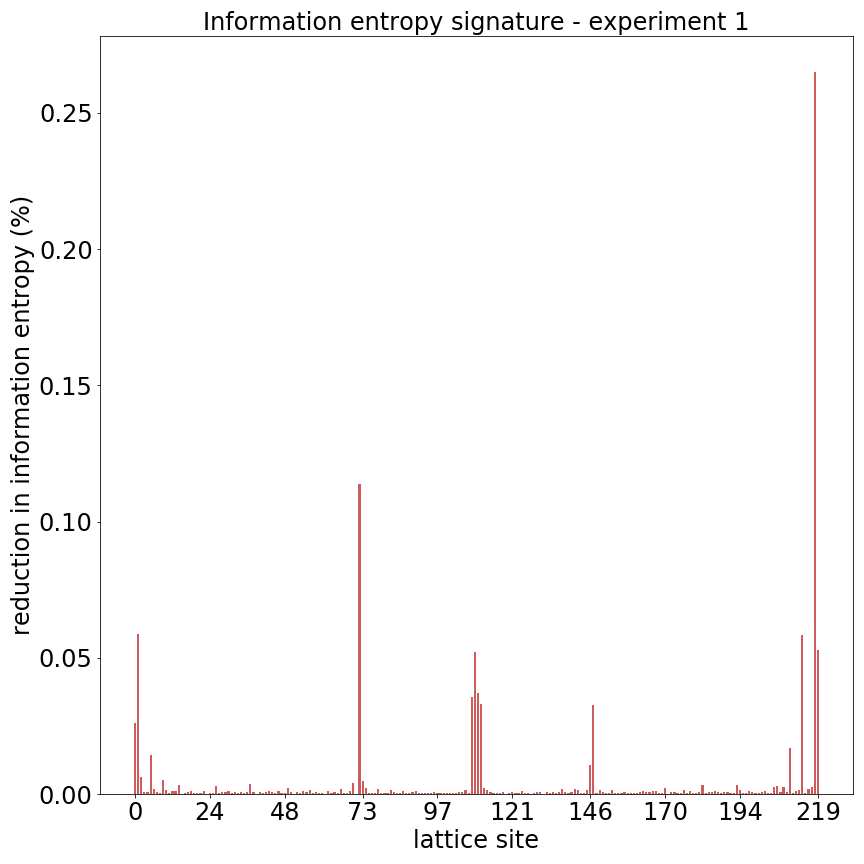 Information entropy signature - experiment 1
reduction in information entropy (%)
0.25
0.20
0.15
0.10
0.05
0.00
0 24 48 73 97 121 146 170 194 219
lattice site